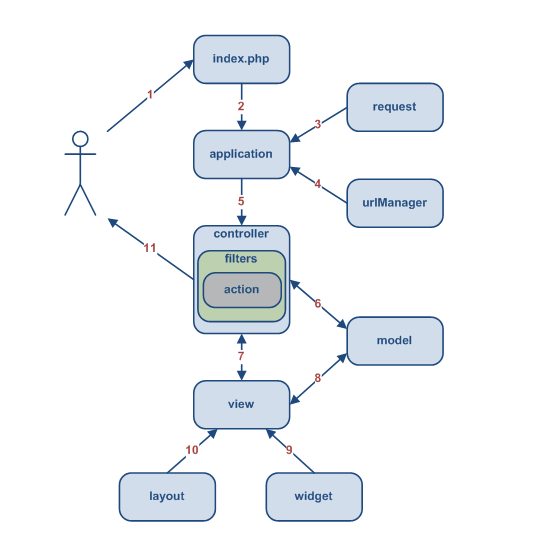 index.php
1
2
request
3
application
4
urlManager
5
controller
filters
11
action
6
model
7
8
view
10
9
layout
widget